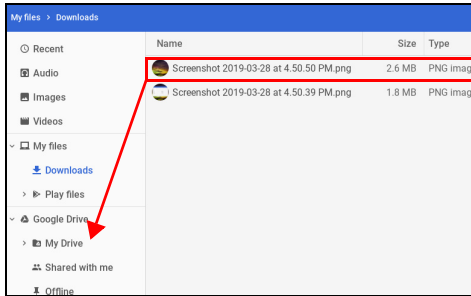 My files > Downloads
Recent
Audio
Images
Videos
My files
Downloads
Play files
Google Drive
My Drive
Shared with me
Offline
Name Size Type
Screenshot 2019-03-28 at 4.50.50 PM.png 2.6 MB PNG imag
Screenshot 2019-03-28 at 4.50.39 PM.png 1.8 MB PNG imag